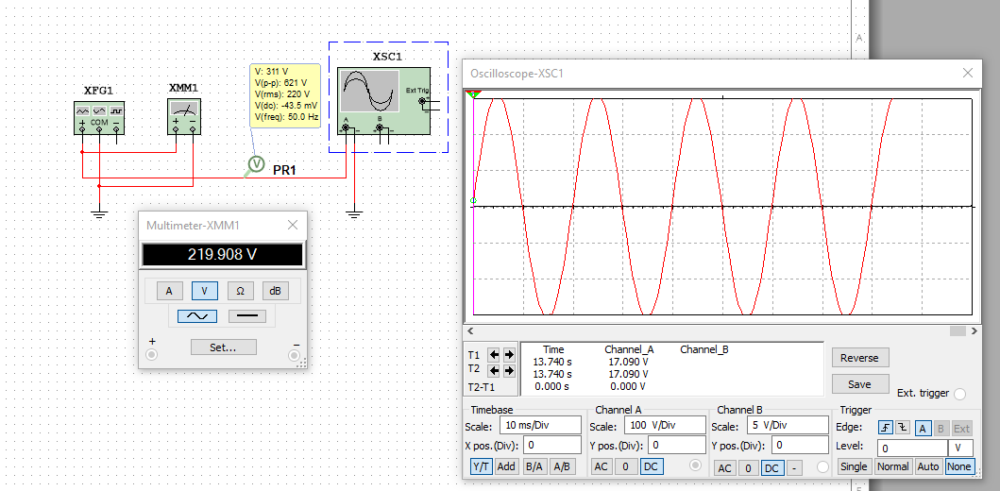 XFG1
COM
+
–
XMM1
+
–
V: 311 V
V(p-p): 621 V
V(rms): 220 V
V(dc): -43.5 mV
V(freq): 50.0 Hz
V
PR1
XSC1
Ext Trig
+
A
B
A
Multimeter-XMM1
219.908 V
A
V
Ω
dB
+
Set...
–
Oscilloscope-XSC1
T1
T2
T2-T1
Time Channel_A Channel_B
13.740 s 17.090 V
13.740 s 17.090 V
0.000 s 0.000 V
Reverse
Save
Ext. trigger
Timebase
Scale: 10 ms/Div
X pos.(Div): 0
Y/T Add B/A A/B
Channel A
Scale: 100 V/Div
Y pos.(Div): 0
AC 0 DC
Channel B
Scale: 5 V/Div
Y pos.(Div): 0
AC 0 DC -
Trigger
Edge: A B Ext
Level: 0 V
Single Normal Auto None